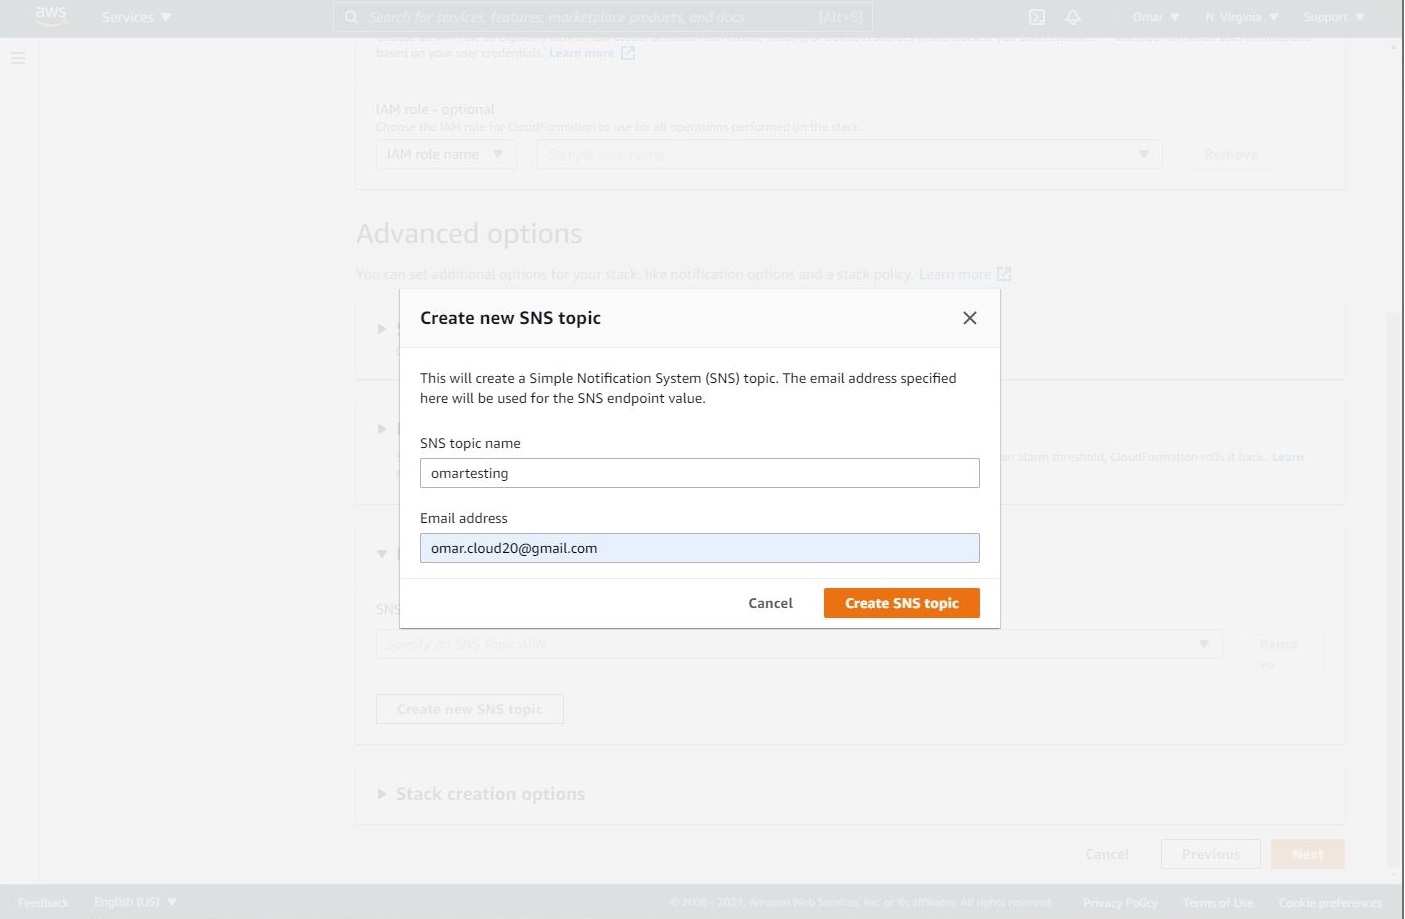 aws
Services
Search for services, features, marketplace products, and docs
[Alt+S]
Omar
N. Virginia
Support
based on your user credentials. Learn more
IAM role - optional
Choose the IAM role for CloudFormation to use for all operations performed on the stack.
IAM role name
Sample-role-name
Remove
Advanced options
You can set additional options for your stack, like notification options and a stack policy. Learn more
Create new SNS topic
This will create a Simple Notification System (SNS) topic. The email address specified
here will be used for the SNS endpoint value.
SNS topic name
omartesting
an alarm threshold, CloudFormation rolls it back. Learn
Email address
omar.cloud20@gmail.com
Cancel
Create SNS topic
SNS
Specify an SNS Topic ARN
Remo
ve
Create new SNS topic
Stack creation options
Cancel
Previous
Next
Feedback
English (US)
© 2008 - 2021, Amazon Web Services, Inc. or its affiliates. All rights reserved.
Privacy Policy
Terms of Use
Cookie preferences